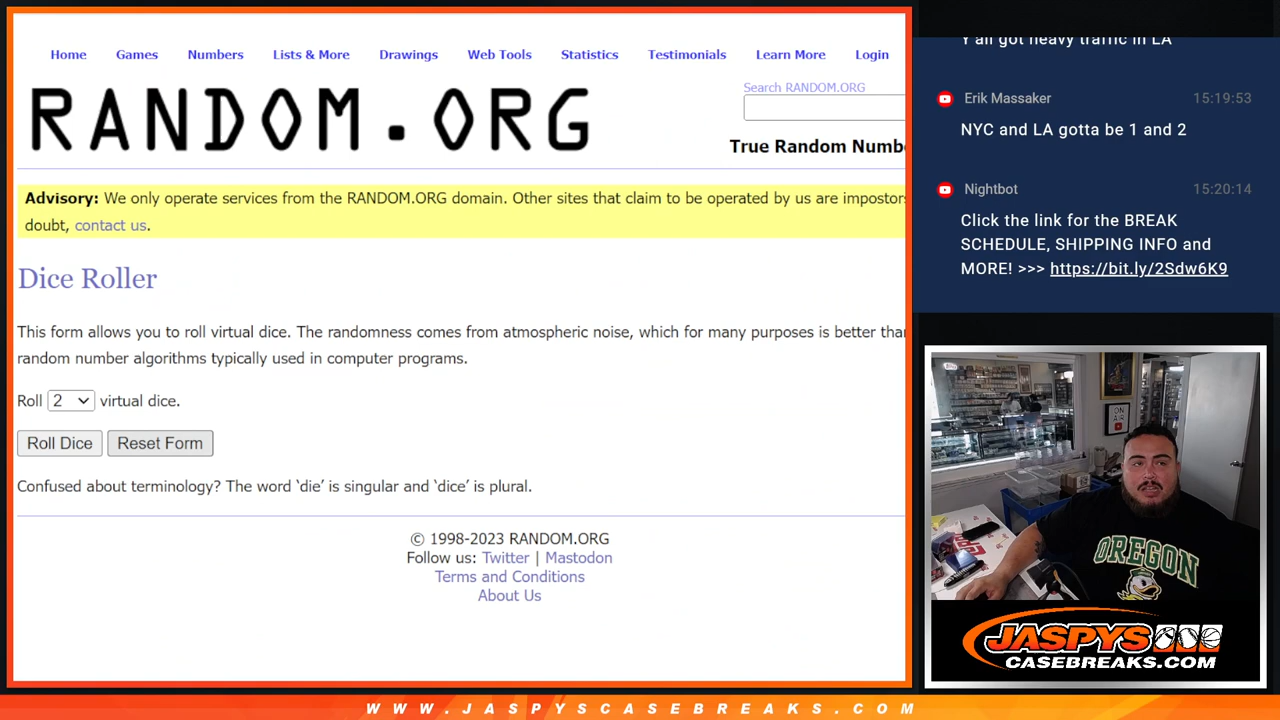 Home Games Numbers Lists & More Drawings Web Tools Statistics Testimonials Learn More Login
RANDOM.ORG
Search RANDOM.ORG
True Random Numb
Advisory: We only operate services from the RANDOM.ORG domain. Other sites that claim to be operated by us are impostors
doubt, contact us.
Dice Roller
This form allows you to roll virtual dice. The randomness comes from atmospheric noise, which for many purposes is better than
random number algorithms typically used in computer programs.
Roll 2 virtual dice.
Roll Dice Reset Form
Confused about terminology? The word ‘die’ is singular and ‘dice’ is plural.
© 1998-2023 RANDOM.ORG
Follow us: Twitter | Mastodon
Terms and Conditions
About Us
Y'all got heavy traffic in LA
Erik Massaker 15:19:53
NYC and LA gotta be 1 and 2
Nightbot 15:20:14
Click the link for the BREAK
SCHEDULE, SHIPPING INFO and
MORE! >>> https://bit.ly/2Sdw6K9
ON
AIR
OREGON
JASPYS
CASEBREAKS.COM
WWW.JASPYSCASEBREAKS.COM